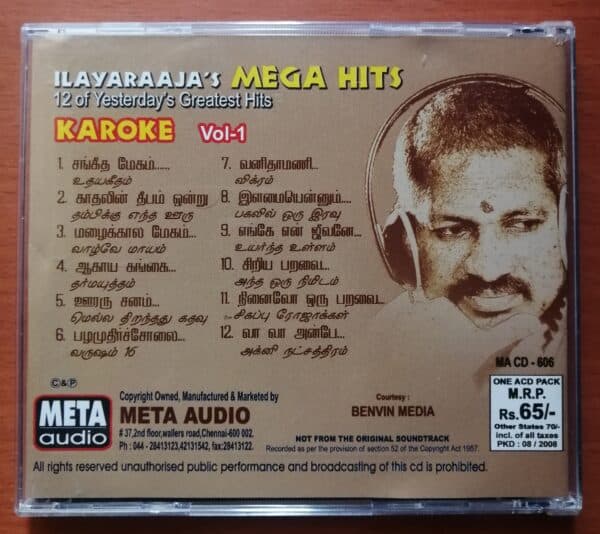 ILAYARAAJA'S MEGA HITS
12 of Yesterday's Greatest Hits
KAROKE Vol-1
1. சங்கீத மேகம்.....
உதயகீதம்
2. காதலின் தீபம் ஒன்று
தம்பிக்கு எந்த ஊரு
3. மழைக்கால மேகம்...
வாழ்வே மாயம்
4. ஆகாய கங்கை...
தர்மயுத்தம்
5. ஊரரு சனம்...
மெல்ல திறந்தது கதவு
6. பழமுதிர்ச்சோலை...
வருஷம் 16
7. வனிதாமணி...
விக்ரம்
8. இளமையென்னும்...
பகலில் ஒரு இரவு
9. எங்கே என் ஜீவனே...
உயர்ந்த உள்ளம்
10. சிறிய பறவை...
அந்த ஒரு நிமிடம்
11. நினைவோ ஒரு பறவை...
சிகப்பு ரோஜாக்கள்
12. வா வா அன்பே...
அக்னி நட்சத்திரம்
MA CD - 606
© & ℗
META
audio
Copyright Owned, Manufactured & Marketed by
META AUDIO
# 37,2nd floor,wallers road,Chennai-600 002.
Ph : 044 - 28413123,42131542, fax:28413122.
Courtesy :
BENVIN MEDIA
NOT FROM THE ORIGINAL SOUNDTRACK
Recorded as per the provision of section 52 of the Copyright Act 1957.
ONE ACD PACK
M.R.P.
Rs.65/-
Other States 70/-
incl. of all taxes
PKD : 08 / 2008
All rights reserved unauthorised public performance and broadcasting of this cd is prohibited.